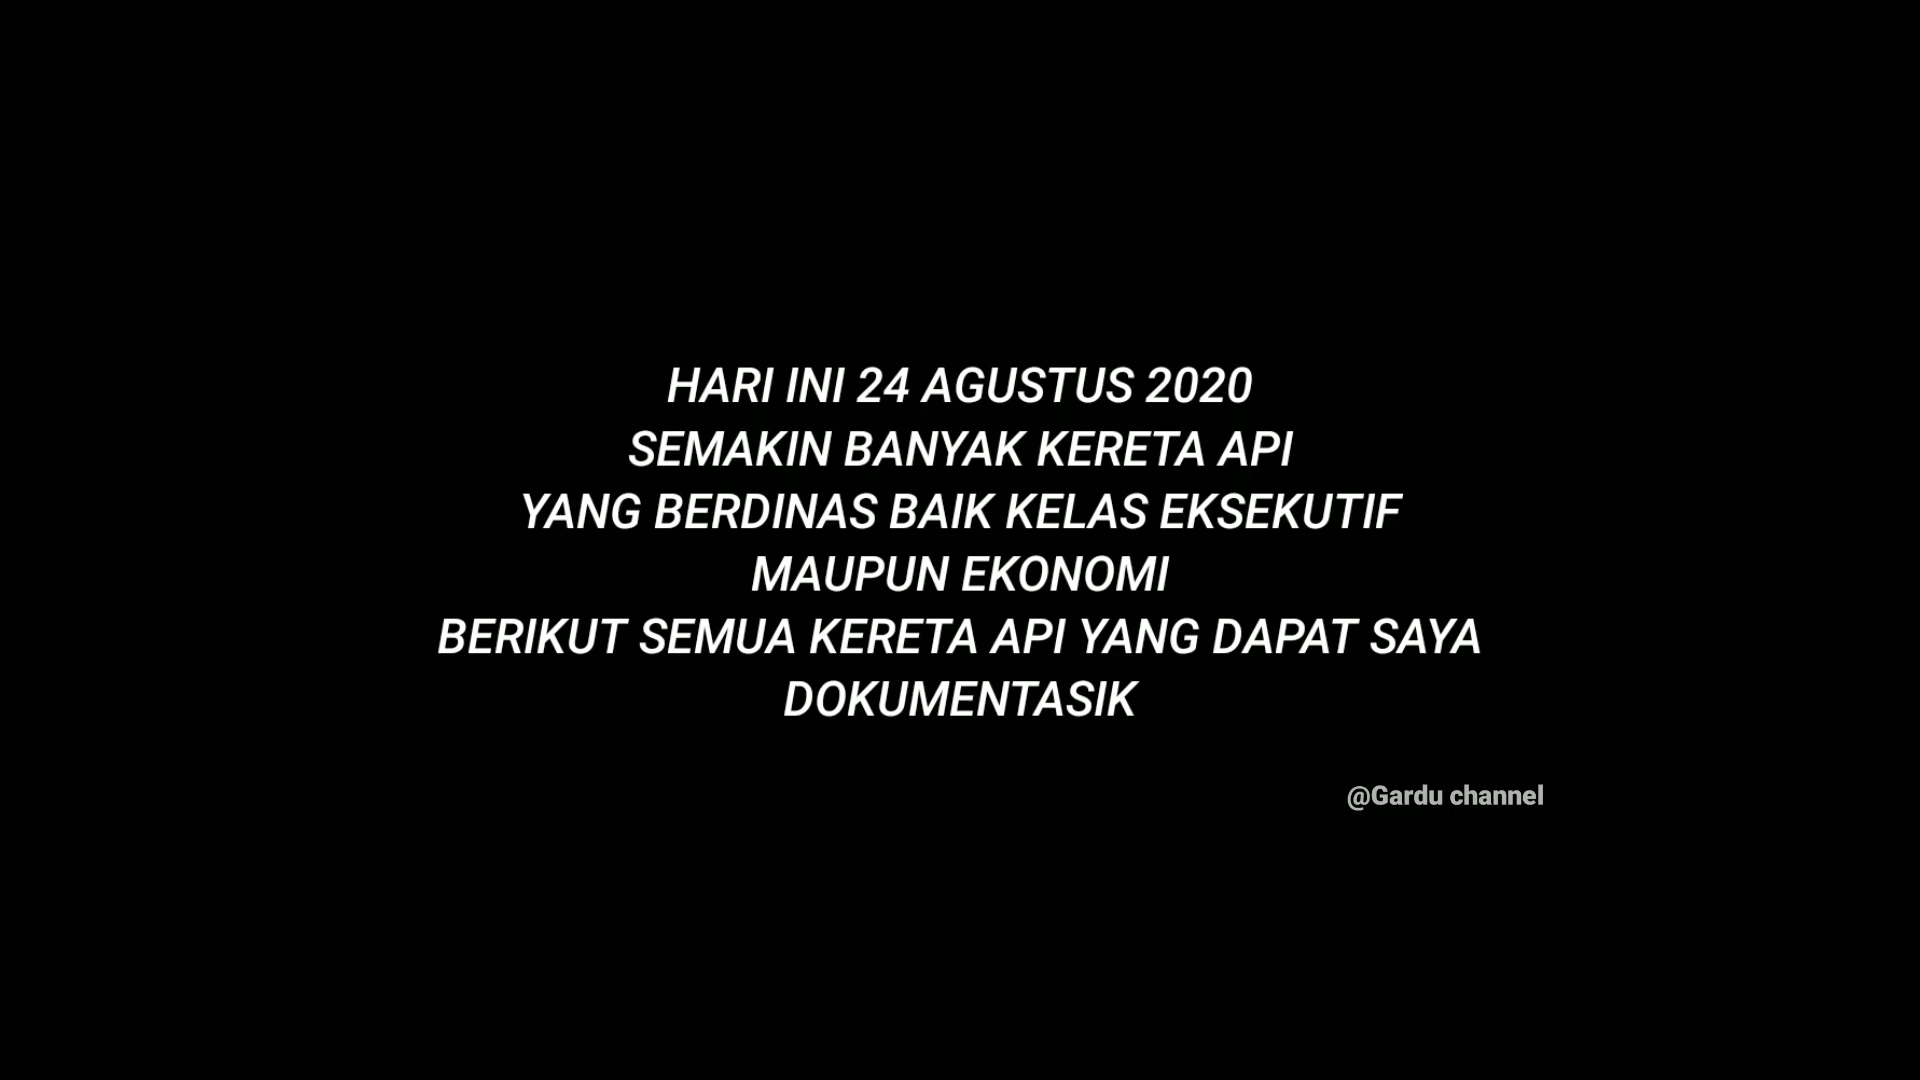 HARI INI 24 AGUSTUS 2020
SEMAKIN BANYAK KERETA API
YANG BERDINAS BAIK KELAS EKSEKUTIF
MAUPUN EKONOMI
BERIKUT SEMUA KERETA API YANG DAPAT SAYA
DOKUMENTASIK
@Gardu channel